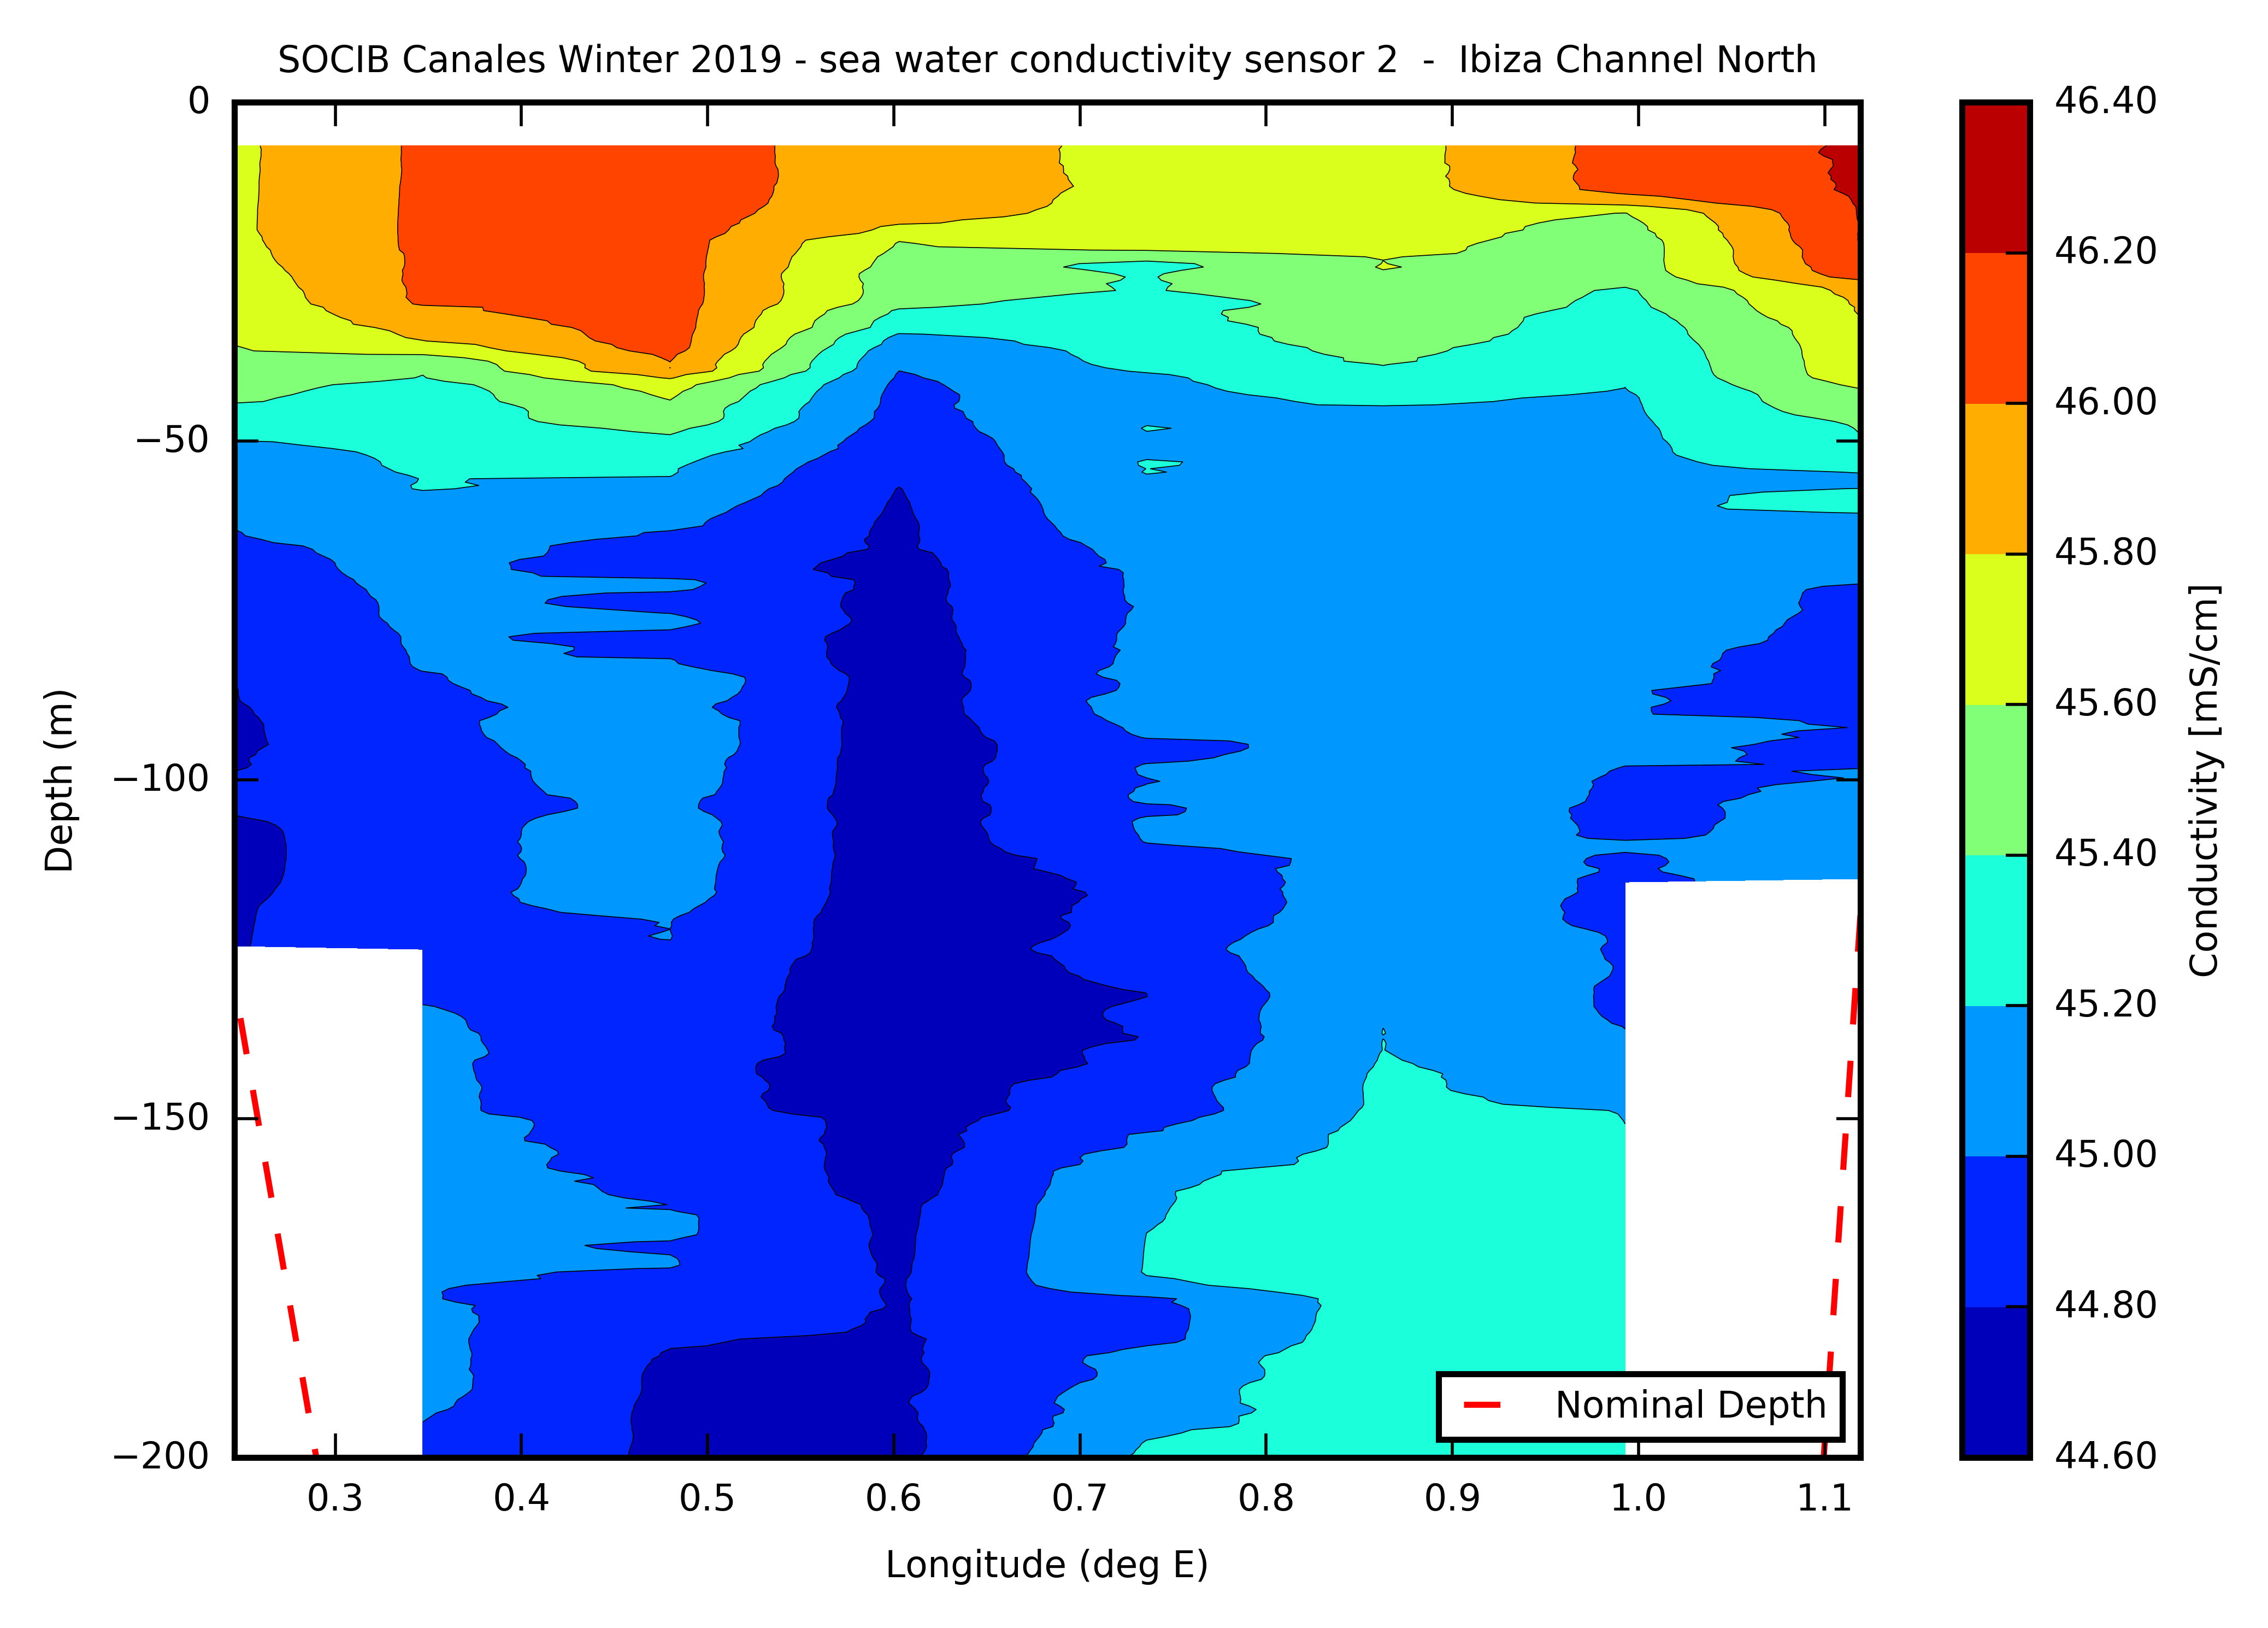 SOCIB Canales Winter 2019 - sea water conductivity sensor 2  -  Ibiza Channel North
0
−50
−100
−150
−200
Depth (m)
0.3 0.4 0.5 0.6 0.7 0.8 0.9 1.0 1.1
Longitude (deg E)
Nominal Depth
46.40
46.20
46.00
45.80
45.60
45.40
45.20
45.00
44.80
44.60
Conductivity [mS/cm]